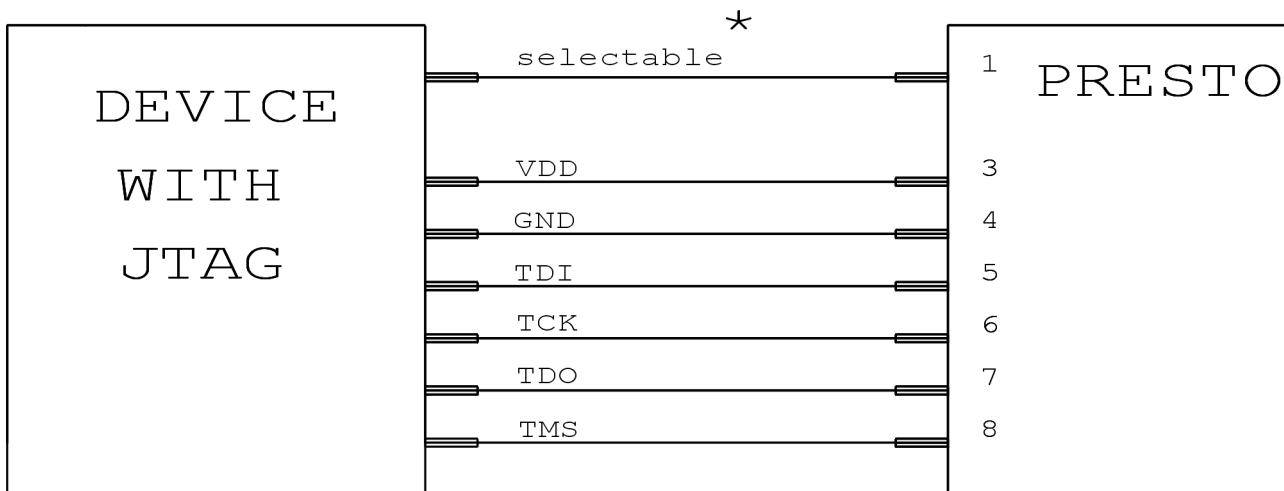 *
selectable
1
PRESTO
DEVICE
WITH
JTAG
VDD
3
GND
4
TDI
5
TCK
6
TDO
7
TMS
8